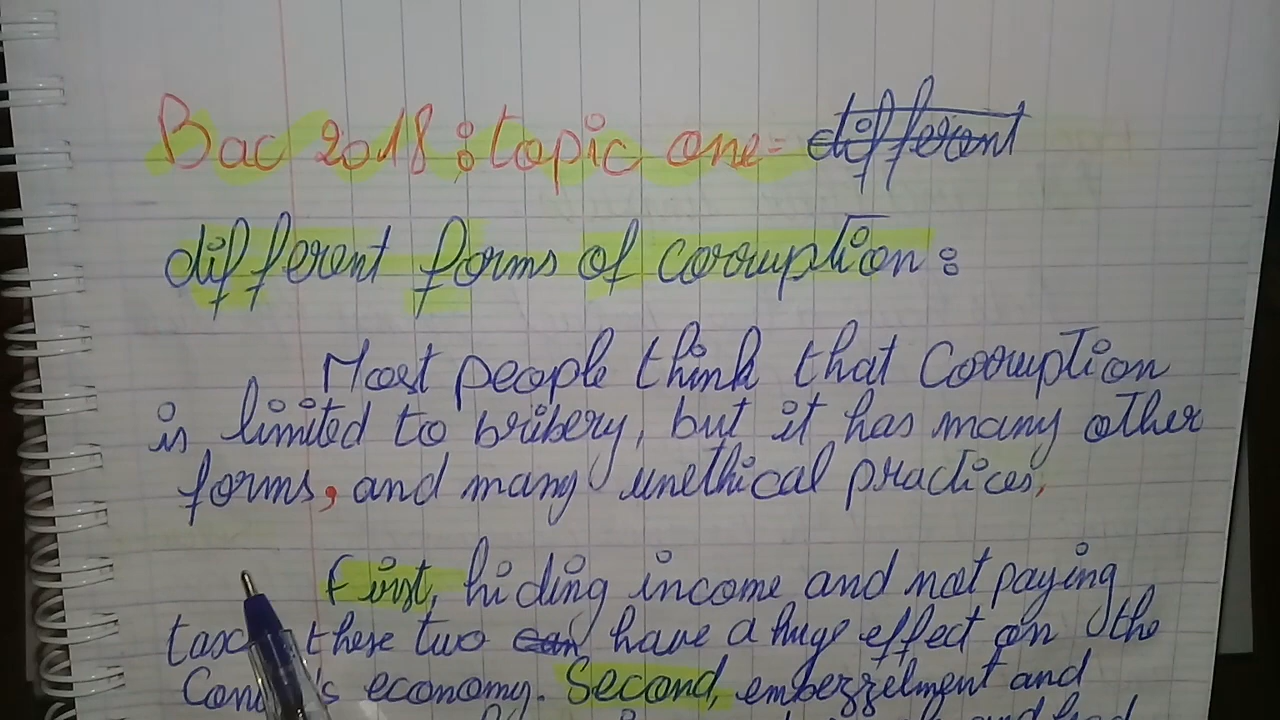 Bac 2018 : topic one = different
different forms of corruption :
Most people think that Corruption
is limited to bribery, but it has many other
forms, and many unethical practices.
First, hiding income and not paying
these two can have a huge effect on the
economy. Second, embezzelment and